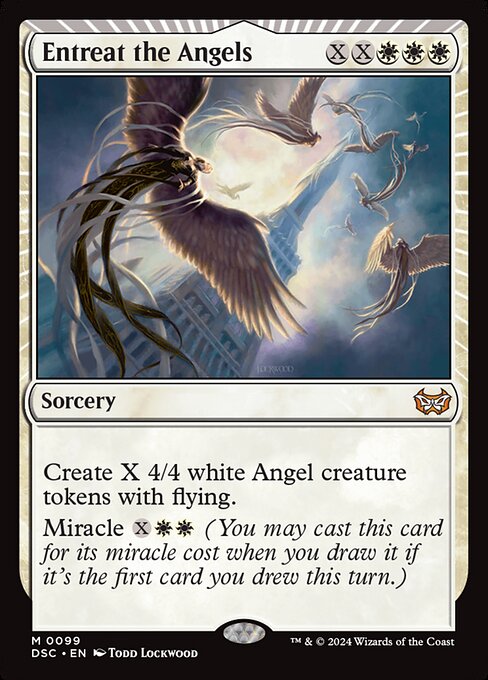 Entreat the Angels XX
LOCKWOOD
Sorcery
Create X 4/4 white Angel creature
tokens with flying.
Miracle X (You may cast this card
for its miracle cost when you draw it if
it's the first card you drew this turn.)
M 0099 ™ & © 2024 Wizards of the Coast
DSC • EN Todd Lockwood